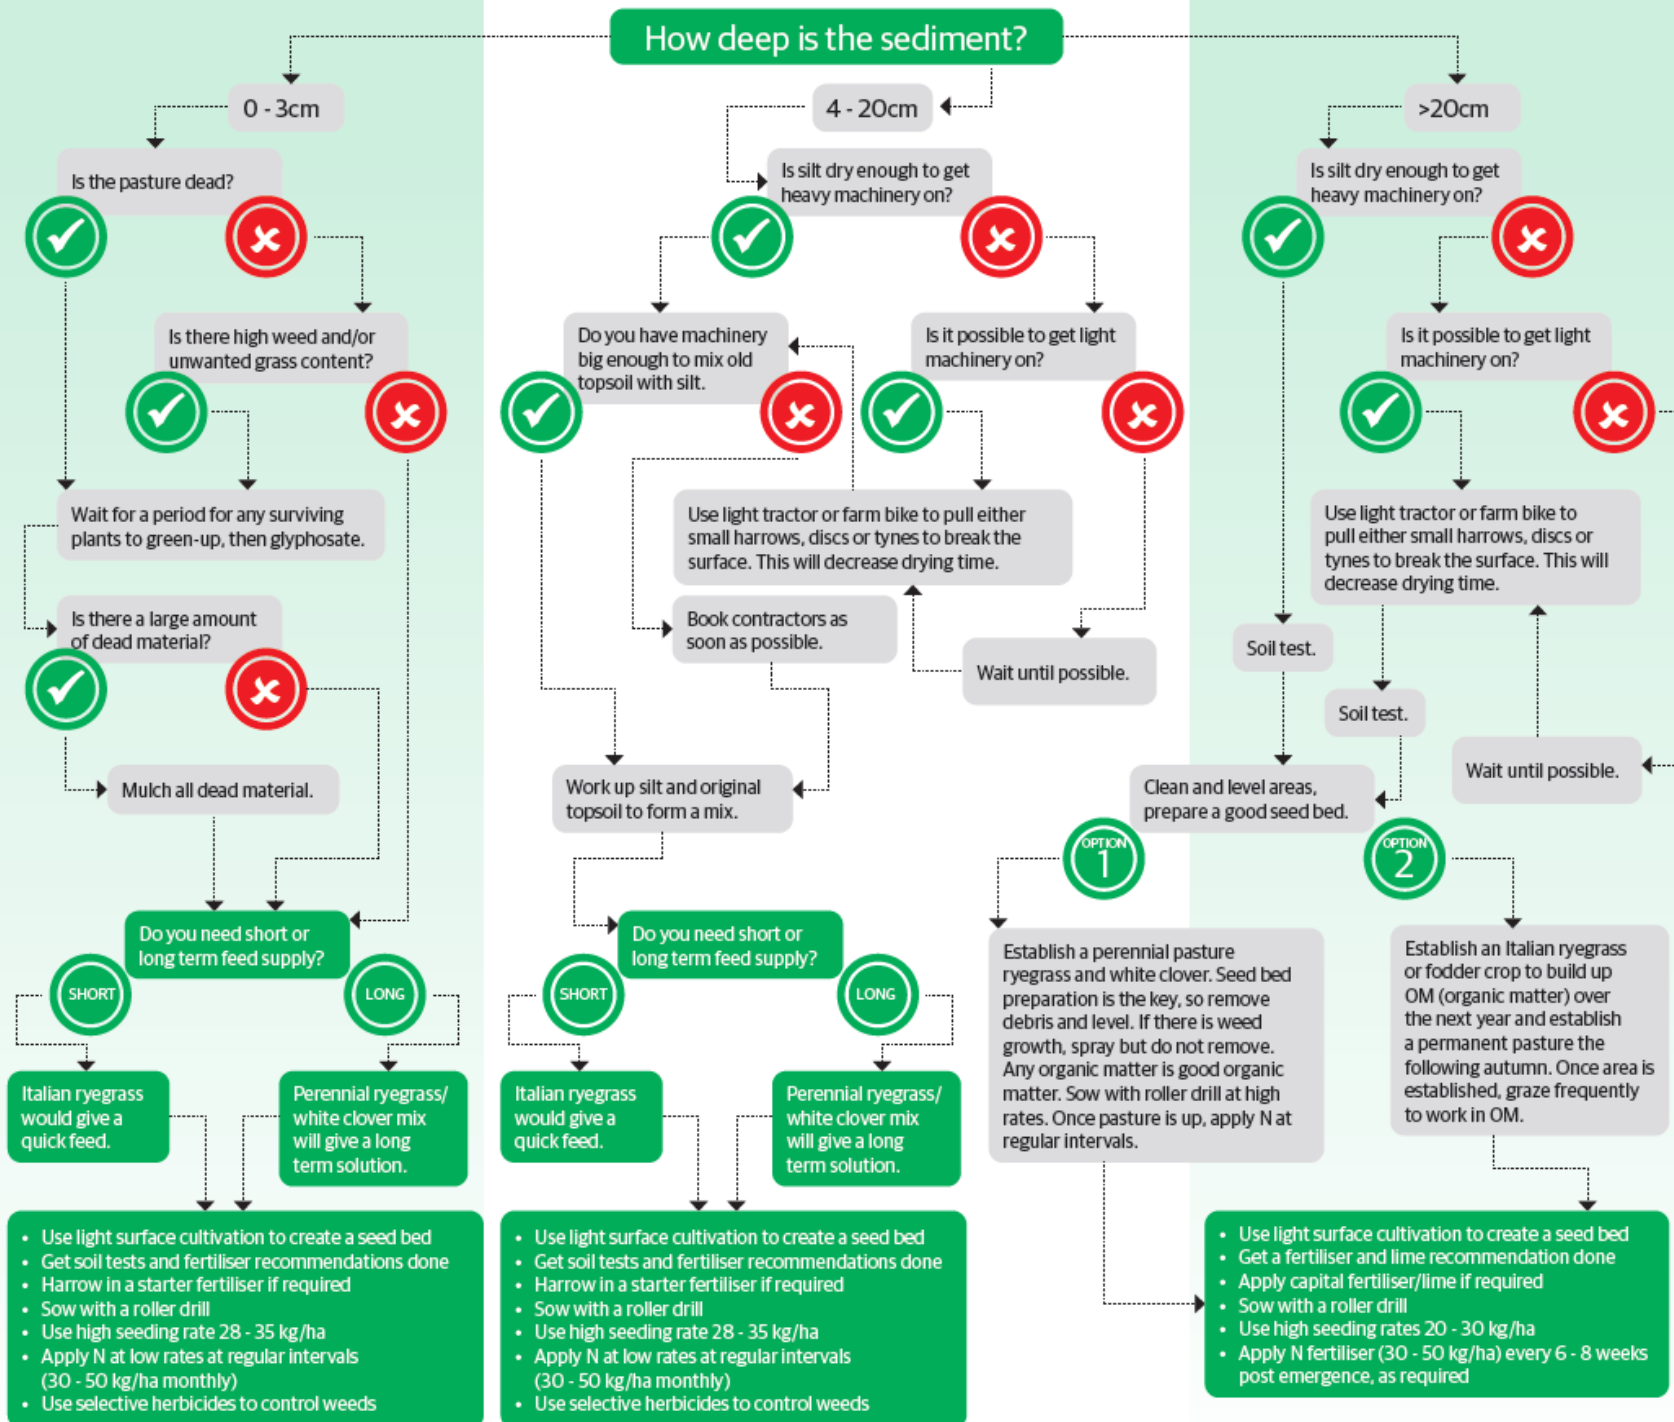 How deep is the sediment?
0 - 3cm
Is the pasture dead?
Is there high weed and/or
unwanted grass content?
Wait for a period for any surviving
plants to green-up, then glyphosate.
Is there a large amount
of dead material?
Mulch all dead material.
Do you need short or
long term feed supply?
SHORT
LONG
Italian ryegrass
would give a
quick feed.
Perennial ryegrass/
white clover mix
will give a long
term solution.
• Use light surface cultivation to create a seed bed
• Get soil tests and fertiliser recommendations done
• Harrow in a starter fertiliser if required
• Sow with a roller drill
• Use high seeding rate 28 - 35 kg/ha
• Apply N at low rates at regular intervals
(30 - 50 kg/ha monthly)
• Use selective herbicides to control weeds
4 - 20cm
Is silt dry enough to get
heavy machinery on?
Do you have machinery
big enough to mix old
topsoil with silt.
Is it possible to get light
machinery on?
Use light tractor or farm bike to pull either
small harrows, discs or tynes to break the
surface. This will decrease drying time.
Book contractors as
soon as possible.
Wait until possible.
Work up silt and original
topsoil to form a mix.
Do you need short or
long term feed supply?
SHORT
LONG
Italian ryegrass
would give a
quick feed.
Perennial ryegrass/
white clover mix
will give a long
term solution.
• Use light surface cultivation to create a seed bed
• Get soil tests and fertiliser recommendations done
• Harrow in a starter fertiliser if required
• Sow with a roller drill
• Use high seeding rate 28 - 35 kg/ha
• Apply N at low rates at regular intervals
(30 - 50 kg/ha monthly)
• Use selective herbicides to control weeds
>20cm
Is silt dry enough to get
heavy machinery on?
Is it possible to get light
machinery on?
Use light tractor or farm bike to
pull either small harrows, discs or
tynes to break the surface. This will
decrease drying time.
Soil test.
Soil test.
Wait until possible.
Clean and level areas,
prepare a good seed bed.
OPTION
1
OPTION
2
Establish a perennial pasture
ryegrass and white clover. Seed bed
preparation is the key, so remove
debris and level. If there is weed
growth, spray but do not remove.
Any organic matter is good organic
matter. Sow with roller drill at high
rates. Once pasture is up, apply N at
regular intervals.
Establish an Italian ryegrass
or fodder crop to build up
OM (organic matter) over
the next year and establish
a permanent pasture the
following autumn. Once area is
established, graze frequently
to work in OM.
• Use light surface cultivation to create a seed bed
• Get a fertiliser and lime recommendation done
• Apply capital fertiliser/lime if required
• Sow with a roller drill
• Use high seeding rates 20 - 30 kg/ha
• Apply N fertiliser (30 - 50 kg/ha) every 6 - 8 weeks
post emergence, as required